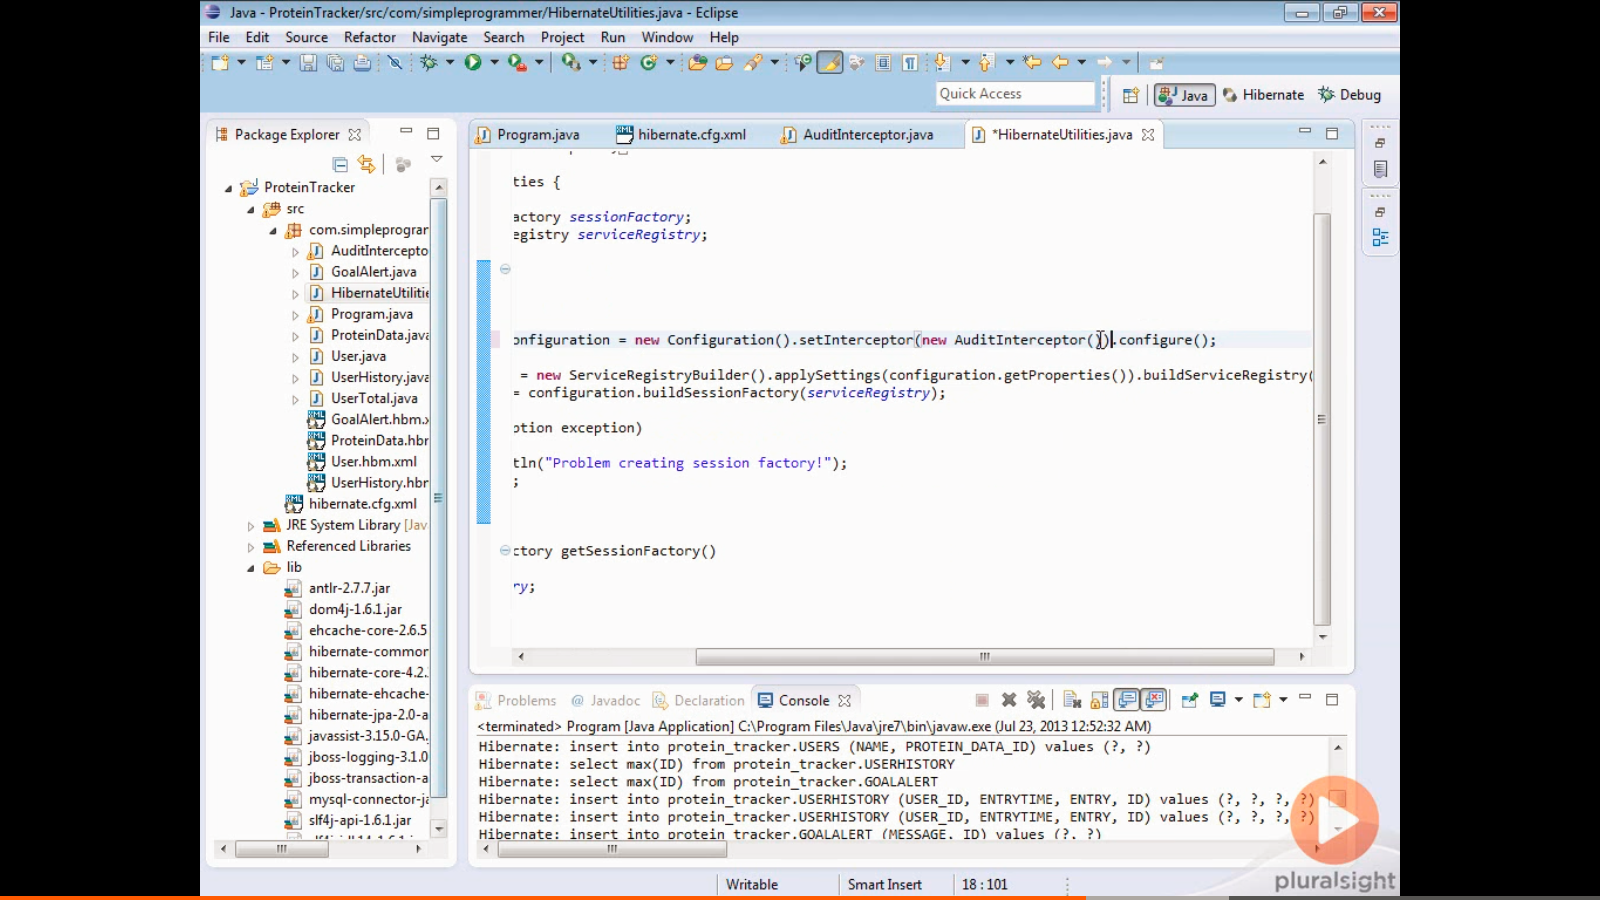 Java - ProteinTracker/src/com/simpleprogrammer/HibernateUtilities.java - Eclipse
File Edit Source Refactor Navigate Search Project Run Window Help
Quick Access
Java Hibernate Debug
Package Explorer
Program.java hibernate.cfg.xml AuditInterceptor.java *HibernateUtilities.java
ProteinTracker
src
com.simpleprogram
AuditIntercepto
GoalAlert.java
HibernateUtilitie
Program.java
ProteinData.java
User.java
UserHistory.java
UserTotal.java
GoalAlert.hbm.x
ProteinData.hbr
User.hbm.xml
UserHistory.hbr
hibernate.cfg.xml
JRE System Library [Jav
Referenced Libraries
lib
antlr-2.7.7.jar
dom4j-1.6.1.jar
ehcache-core-2.6.5
hibernate-common
hibernate-core-4.2.
hibernate-ehcache-
hibernate-jpa-2.0-a
javassist-3.15.0-GA.
jboss-logging-3.1.0
jboss-transaction-a
mysql-connector-ja
slf4j-api-1.6.1.jar
ties {
actory sessionFactory;
egistry serviceRegistry;
onfiguration = new Configuration().setInterceptor(new AuditInterceptor()).configure();
= new ServiceRegistryBuilder().applySettings(configuration.getProperties()).buildServiceRegistry(
= configuration.buildSessionFactory(serviceRegistry);
ption exception)
tln("Problem creating session factory!");
;
ctory getSessionFactory()
ry;
Problems @ Javadoc Declaration Console
<terminated> Program [Java Application] C:\Program Files\Java\jre7\bin\javaw.exe (Jul 23, 2013 12:52:32 AM)
Hibernate: insert into protein_tracker.USERS (NAME, PROTEIN_DATA_ID) values (?, ?)
Hibernate: select max(ID) from protein_tracker.USERHISTORY
Hibernate: select max(ID) from protein_tracker.GOALALERT
Hibernate: insert into protein_tracker.USERHISTORY (USER_ID, ENTRYTIME, ENTRY, ID) values (?, ?, ?, ?)
Hibernate: insert into protein_tracker.USERHISTORY (USER_ID, ENTRYTIME, ENTRY, ID) values (?, ?, ?, ?)
Hibernate: insert into protein_tracker.GOALALERT (MESSAGE, ID) values (?, ?)
Writable Smart Insert 18 : 101
pluralsight